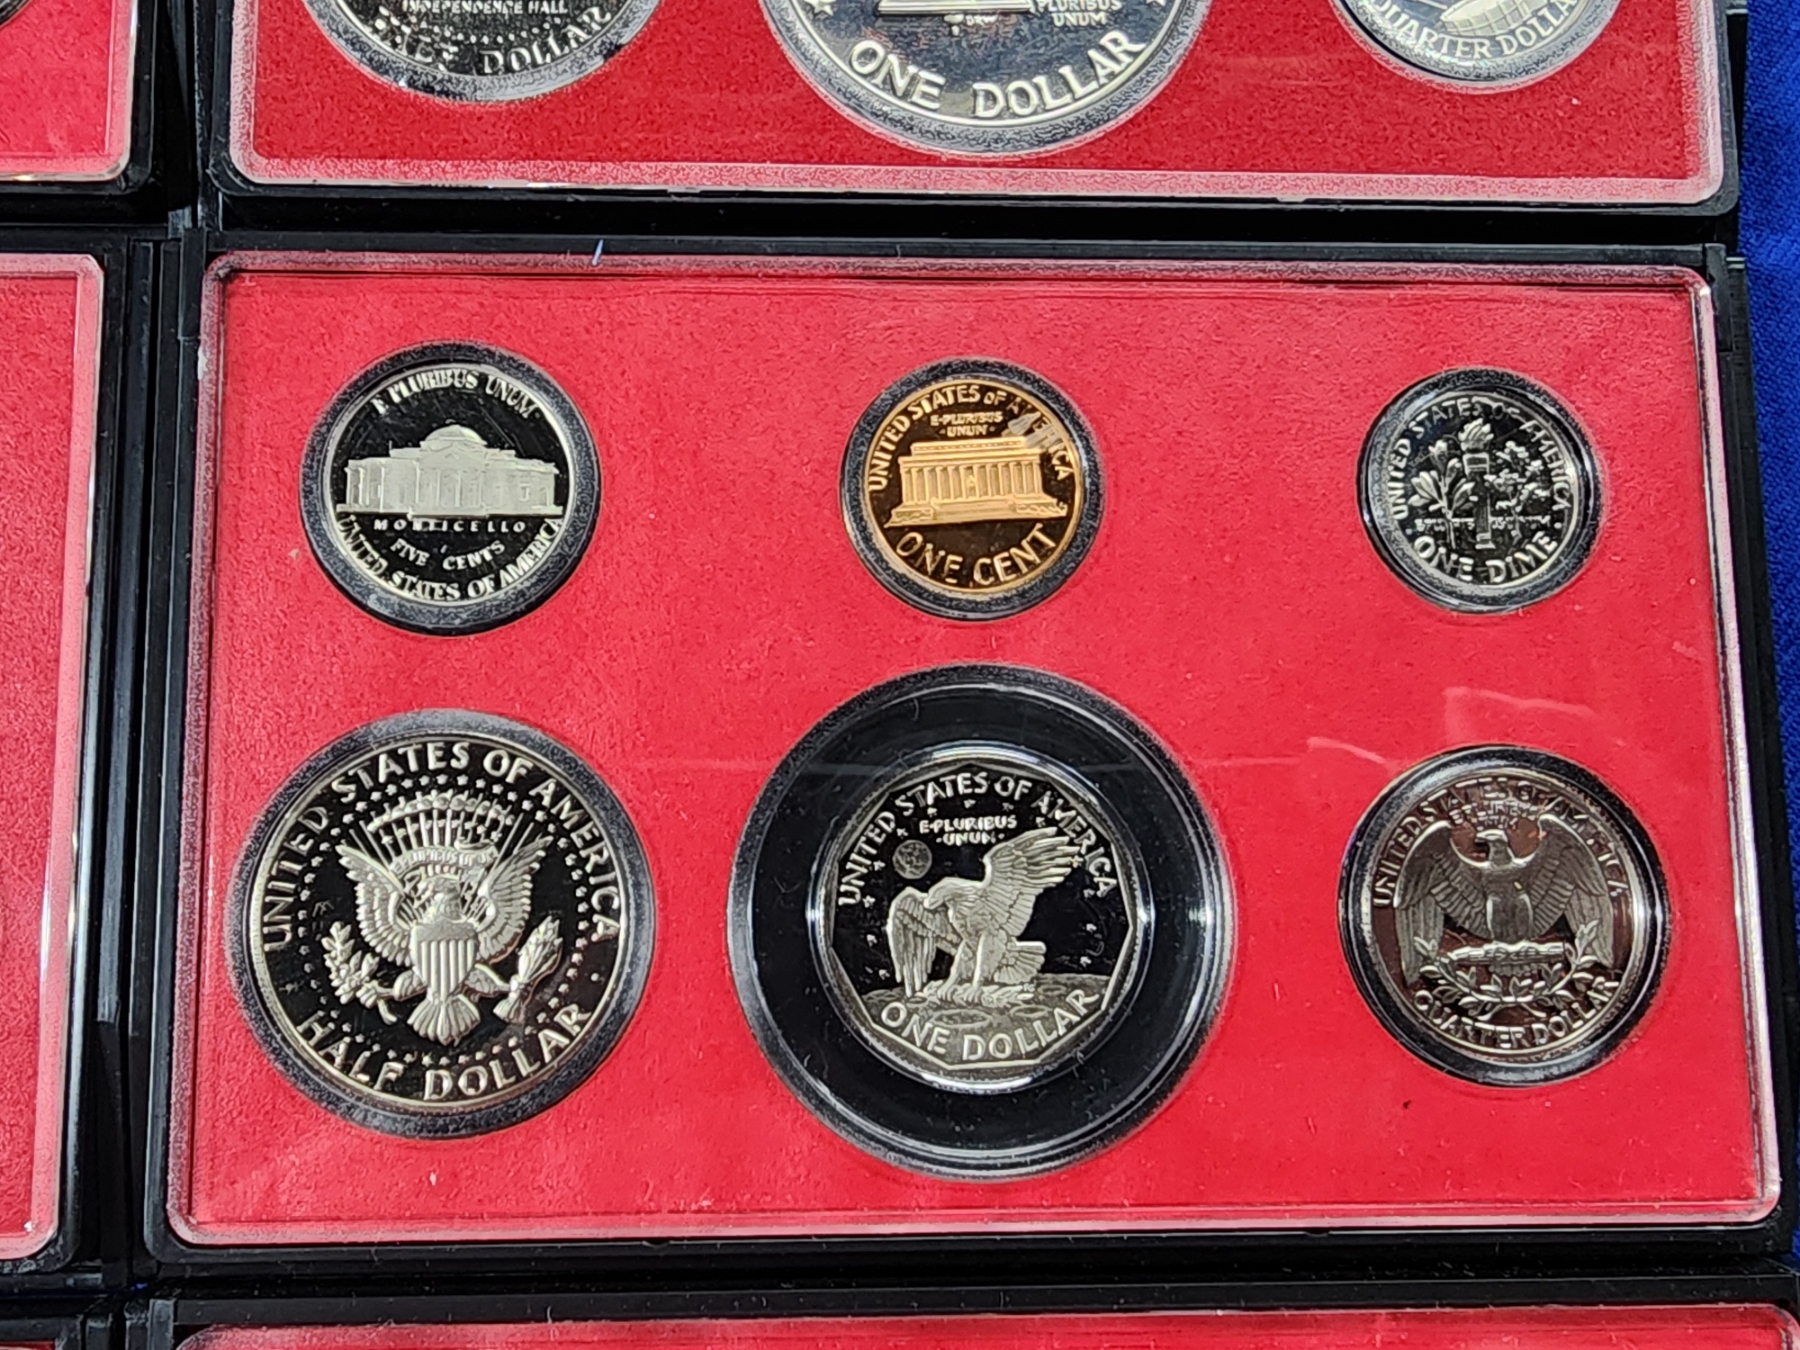 INDEPENDENCE HALL
HALF DOLLAR
PLURIBUS
UNUM
ONE DOLLAR
QUARTER DOLLAR
E PLURIBUS UNUM
MONTICELLO
FIVE CENTS
UNITED STATES OF AMERICA
UNITED STATES OF AMERICA
E·PLURIBUS
·UNUM·
ONE CENT
UNITED STATES OF AMERICA
ONE DIME
UNITED STATES OF AMERICA
HALF DOLLAR
UNITED STATES OF AMERICA
E·PLURIBUS
·UNUM·
ONE DOLLAR
UNITED STATES OF AMERICA
QUARTER DOLLAR